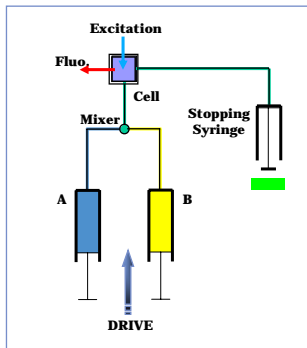 Excitation
Fluo.
Cell
Stopping
Syringe
Mixer
A
B
DRIVE